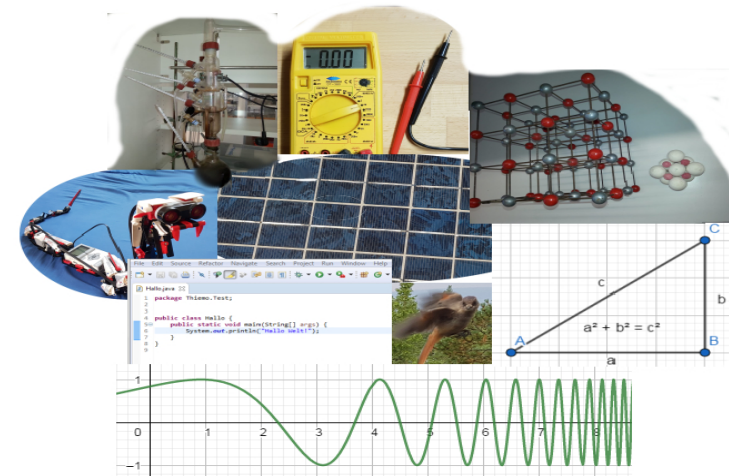 0.00
File Edit Source Refactor Navigate Search Project Run Window Help
Hallo.java
1 package Thiemo.Test;
2
3
4 public class Hallo {
5 public static void maim(String[] args) {
6 System.out.println("Hallo Welt!");
7 }
8 }
9
C
c
b
a² + b² = c²
A
B
a
1
0 1 2 3 4 5 6 7 8
-1